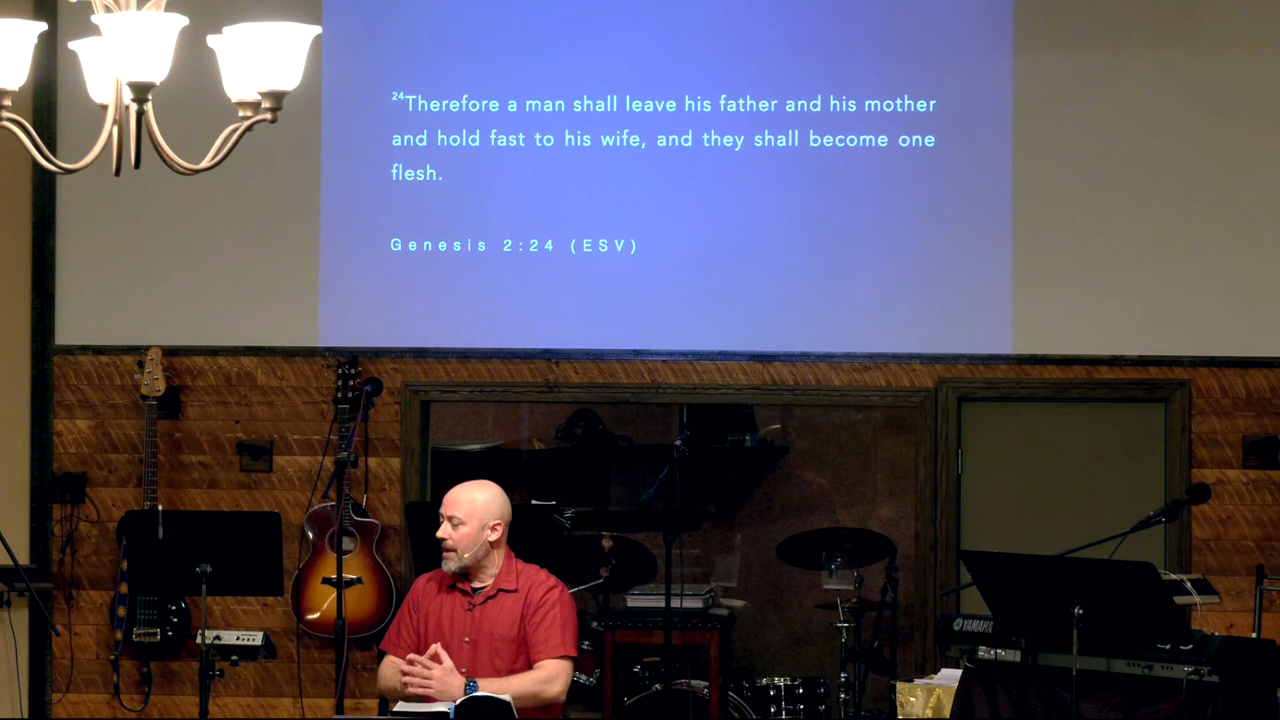 ²⁴Therefore a man shall leave his father and his mother
and hold fast to his wife, and they shall become one
flesh.
Genesis 2:24 (ESV)
YAMAHA